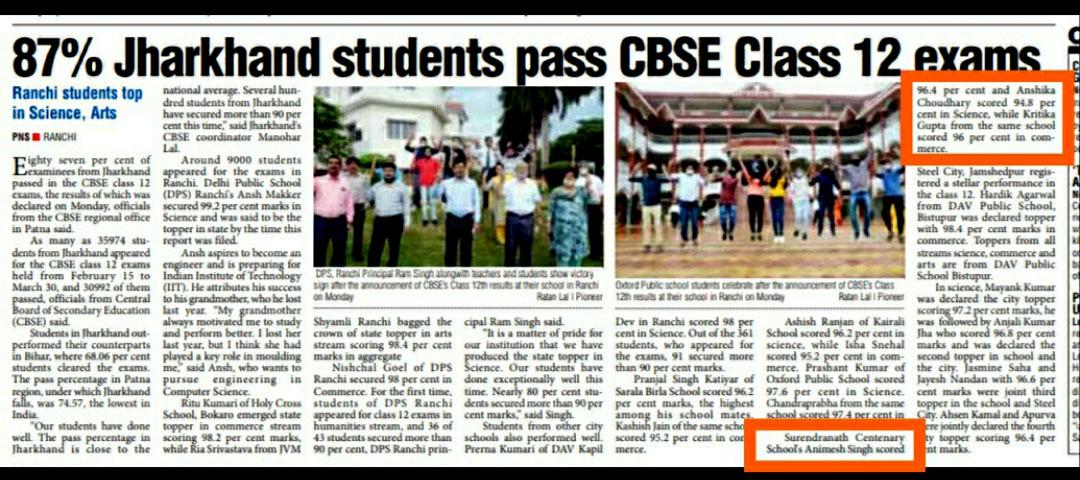 87% Jharkhand students pass CBSE Class 12 exams
Ranchi students top
in Science, Arts
PNS ■ RANCHI
Eighty seven per cent of
examinees from Jharkhand
passed in the CBSE class 12
exams, the results of which was
declared on Monday, officials
from the CBSE regional office
in Patna said.
As many as 35974 stu-
dents from Jharkhand appeared
for the CBSE class 12 exams
held from February 15 to
March 30, and 30992 of them
passed, officials from Central
Board of Secondary Education
(CBSE) said.
Students in Jharkhand out-
performed their counterparts
in Bihar, where 68.06 per cent
students cleared the exams.
The pass percentage in Patna
region, under which Jharkhand
falls, was 74.57, the lowest in
India.
"Our students have done
well. The pass percentage in
Jharkhand is close to the
national average. Several hun-
dred students from Jharkhand
have secured more than 90 per
cent this time," said Jharkhand's
CBSE coordinator Manohar
Lal.
Around 9000 students
appeared for the exams in
Ranchi. Delhi Public School
(DPS) Ranchi's Ansh Makker
secured 99.2 per cent marks in
Science and was said to be the
topper in state by the time this
report was filed.
Ansh aspires to become an
engineer and is preparing for
Indian Institute of Technology
(IIT). He attributes his success
to his grandmother, who he lost
last year. "My grandmother
always motivated me to study
and perform better. I lost her
last year, but I think she had
played a key role in moulding
me," said Ansh, who wants to
pursue engineering in
Computer Science.
Ritu Kumari of Holy Cross
School, Bokaro emerged state
topper in commerce stream
scoring 98.2 per cent marks,
while Ria Srivastava from JVM
DPS, Ranchi Principal Ram Singh alongwith teachers and students show victory
sign after the announcement of CBSE's Class 12th results at their school in Ranchi
on Monday Ratan Lal I Pioneer
Shyamli Ranchi bagged the
crown of state topper in arts
stream scoring 98.4 per cent
marks in aggregate
Nishchal Goel of DPS
Ranchi secured 98 per cent in
Commerce. For the first time,
students of DPS Ranchi
appeared for class 12 exams in
humanities stream, and 36 of
43 students secured more than
90 per cent, DPS Ranchi prin-
cipal Ram Singh said.
"It is a matter of pride for
our institution that we have
produced the state topper in
Science. Our students have
done exceptionally well this
time. Nearly 80 per cent stu-
dents secured more than 90 per
cent marks," said Singh.
Students from other city
schools also performed well.
Prerna Kumari of DAV Kapil
Oxford Public school students celebrate after the announcement of CBSE's Class
12th results at their school in Ranchi on Monday Ratan Lal I Pioneer
Dev in Ranchi scored 98 per
cent in Science. Out of the 361
students, who appeared for
the exams, 91 secured more
than 90 per cent marks.
Pranjal Singh Katiyar of
Sarala Birla School scored 96.2
per cent marks, the highest
among his school mates.
Kashish Jain of the same scho
scored 95.2 per cent in com
merce.
Ashish Ranjan of Kairali
School scored 96.2 per cent in
science, while Isha Snehal
scored 95.2 per cent in com-
merce. Prashant Kumar of
Oxford Public School scored
97.6 per cent in Science.
Chandraprabha from the same
school scored 97.4 per cent in
Surendranath Centenary
School's Animesh Singh scored
96.4 per cent and Anshika
Choudhary scored 94.8 per
cent in Science, while Kritika
Gupta from the same school
scored 96 per cent in com-
merce.
Steel City, Jamshedpur regis-
tered a stellar performance in
the class 12. Hardik Agarwal
from DAV Public School,
Bistupur was declared topper
with 98.4 per cent marks in
commerce. Toppers from all
streams science, commerce and
arts are from DAV Public
School Bistupur.
In science, Mayank Kumar
was declared the city topper
scoring 97.2 per cent marks, he
was followed by Anjali Kumar
Jha who scored 96.8 per cent
marks and was declared the
second topper in school and
the city. Jasmine Saha and
Jayesh Nandan with 96.6 per
cent marks were joint third
topper in the school and Steel
City. Ahsen Kamal and Apurva
ere jointly declared the fourth
ty topper scoring 96.4 per
nt marks.